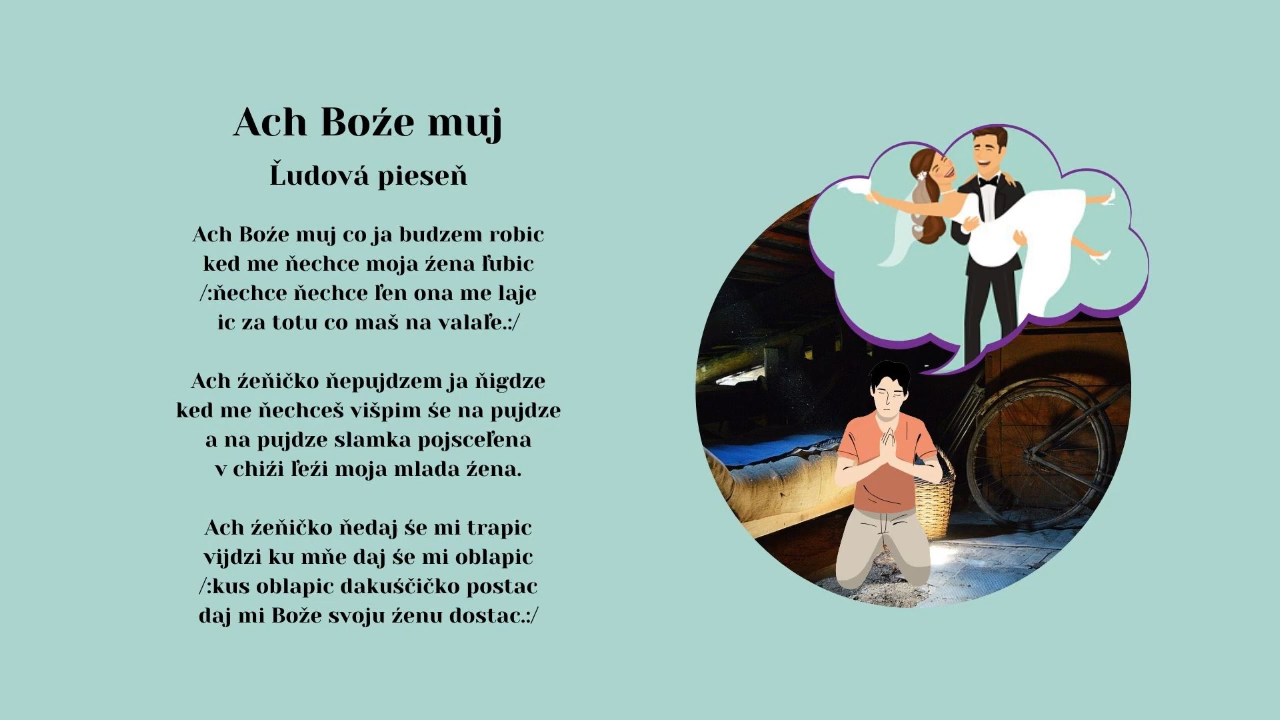 Ach Boźe muj
Ľudová pieseň
Ach Boźe muj co ja budzem robic
ked me ňechce moja źena ľubic
/:ňechce ňechce ľen ona me laje
ic za totu co maš na valaľe.:/
Ach źeňičko ňepujdzem ja ňigdze
ked me ňechceš višpim śe na pujdze
a na pujdze slamka pojsceľena
v chiźi ľeźi moja mlada źena.
Ach źeňičko ňedaj śe mi trapic
vijdzi ku mňe daj śe mi oblapic
/:kus oblapic dakuśčičko postac
daj mi Bože svoju źenu dostac.:/